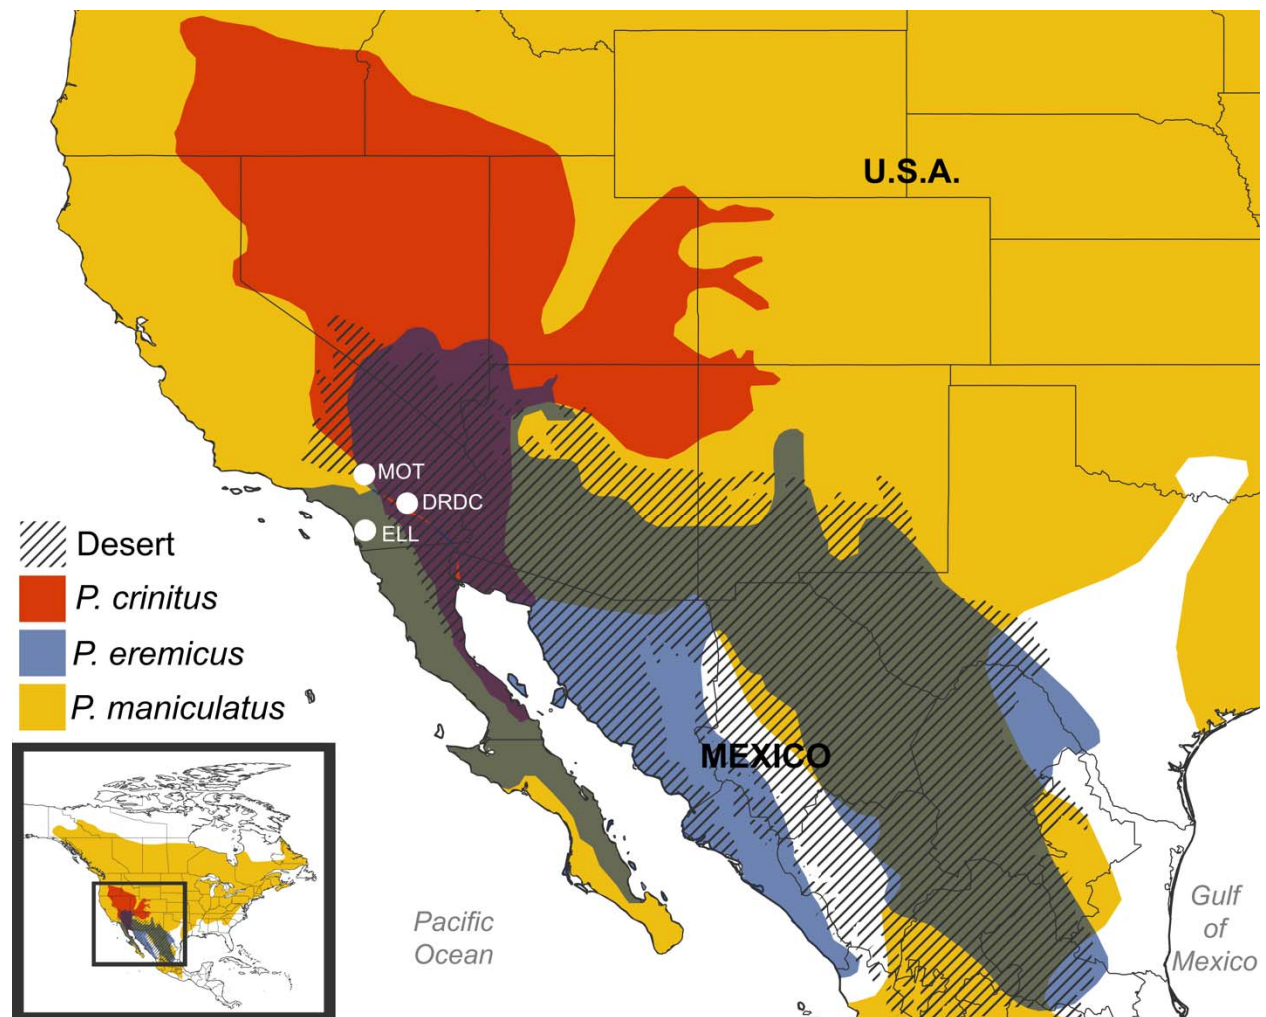 U.S.A.
MOT
DRDC
ELL
Desert
P. crinitus
P. eremicus
P. maniculatus
MEXICO
Pacific
Ocean
Gulf
of
Mexico